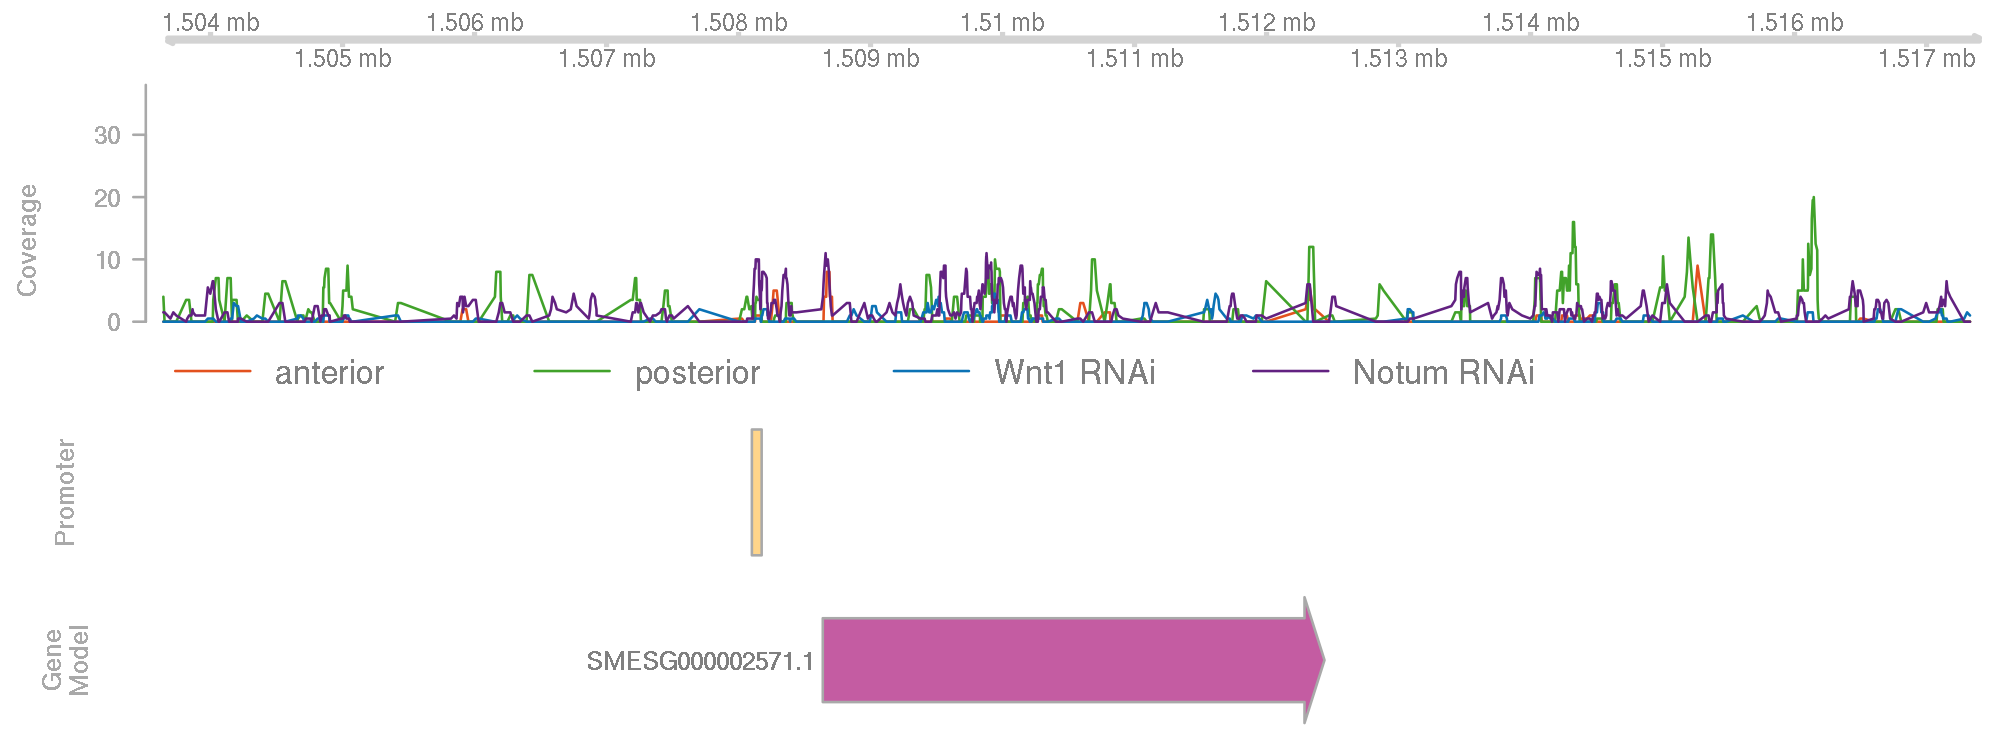 1.504 mb 1.506 mb 1.508 mb 1.51 mb 1.512 mb 1.514 mb 1.516 mb
1.505 mb 1.507 mb 1.509 mb 1.511 mb 1.513 mb 1.515 mb 1.517 mb
Coverage
30
20
10
0
anterior posterior Wnt1 RNAi Notum RNAi
Promoter
0
Gene
Model
SMESG000002571.1